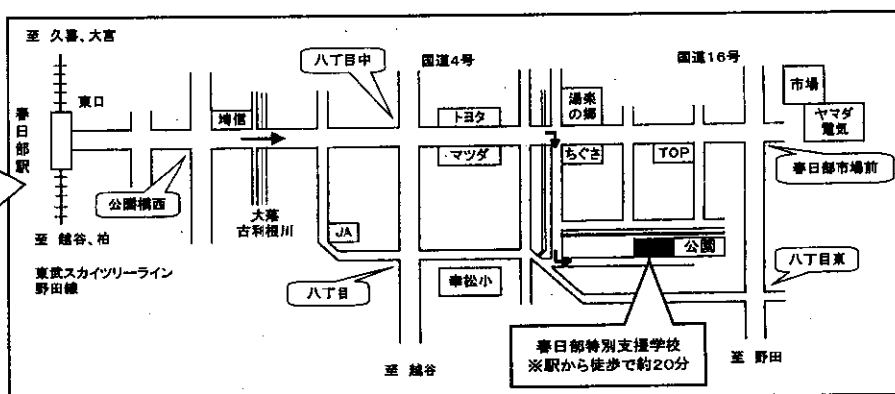 至 久喜、大宮
八丁目中
国道4号
国道16号
東口
春日部駅
埼信
トヨタ
湯楽
の郷
市場
ヤマダ
電気
マツダ
ちぐさ
TOP
春日部市場前
公園橋西
大落
古利根川
JA
至 越谷、柏
東武スカイツリーライン
野田線
八丁目
幸松小
公園
八丁目東
春日部特別支援学校
※駅から徒歩で約20分
至 越谷
至 野田